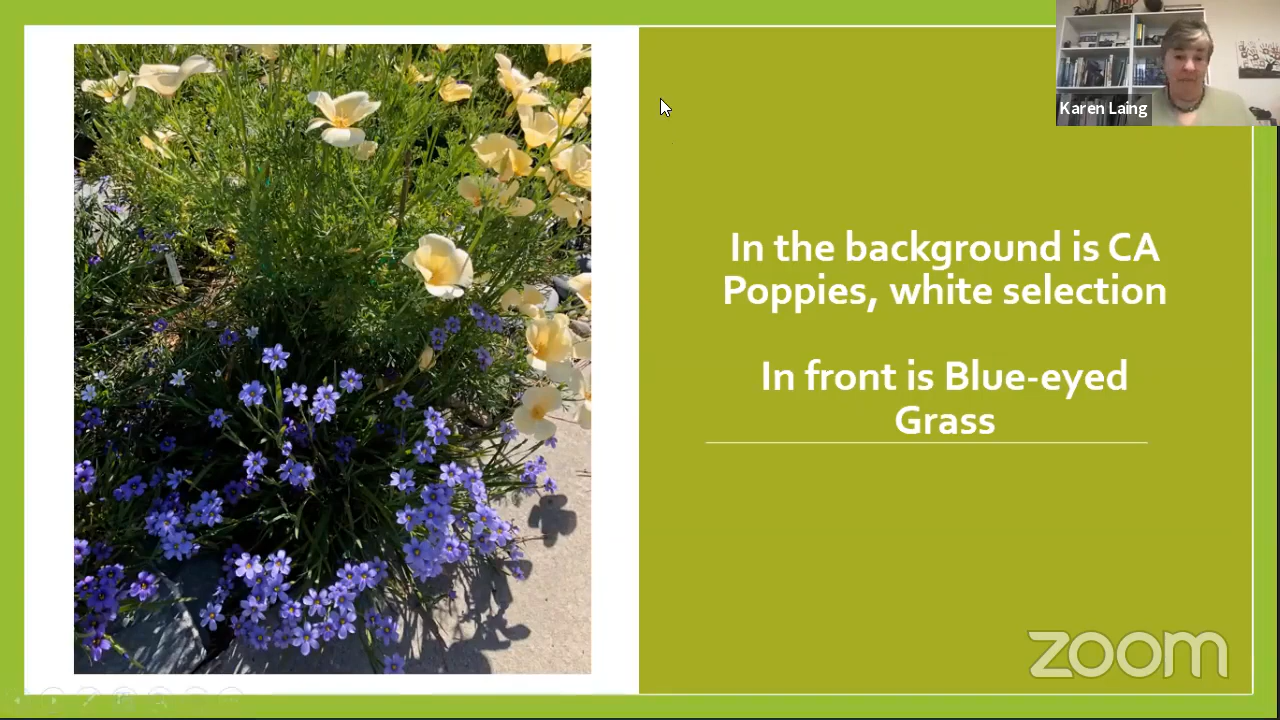 Karen Laing
In the background is CA
Poppies, white selection
In front is Blue-eyed
Grass
zoom